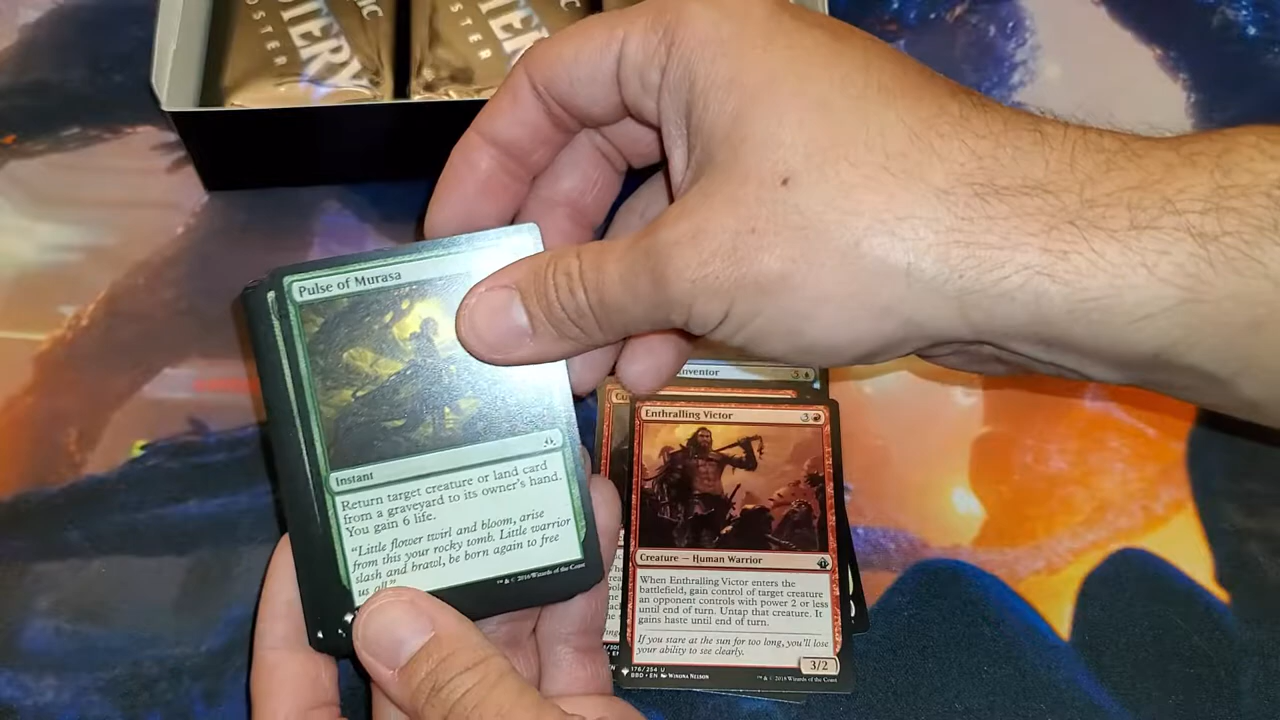 STERY
OSTER
Pulse of Murasa
Instant
Return target creature or land card
from a graveyard to its owner's hand.
You gain 6 life.
"Little flower twirl and bloom, arise
from this your rocky tomb. Little warrior
slash and brawl, be born again to free
us all."
™ & © 2016 Wizards of the Coast
nventor 3
Enthralling Victor 3
Creature — Human Warrior
When Enthralling Victor enters the
battlefield, gain control of target creature
an opponent controls with power 2 or less
until end of turn. Untap that creature. It
gains haste until end of turn.
If you stare at the sun for too long, you'll lose
your ability to see clearly.
3/2
176/254 U
BBD • EN Winona Nelson
™ & © 2018 Wizards of the Coast